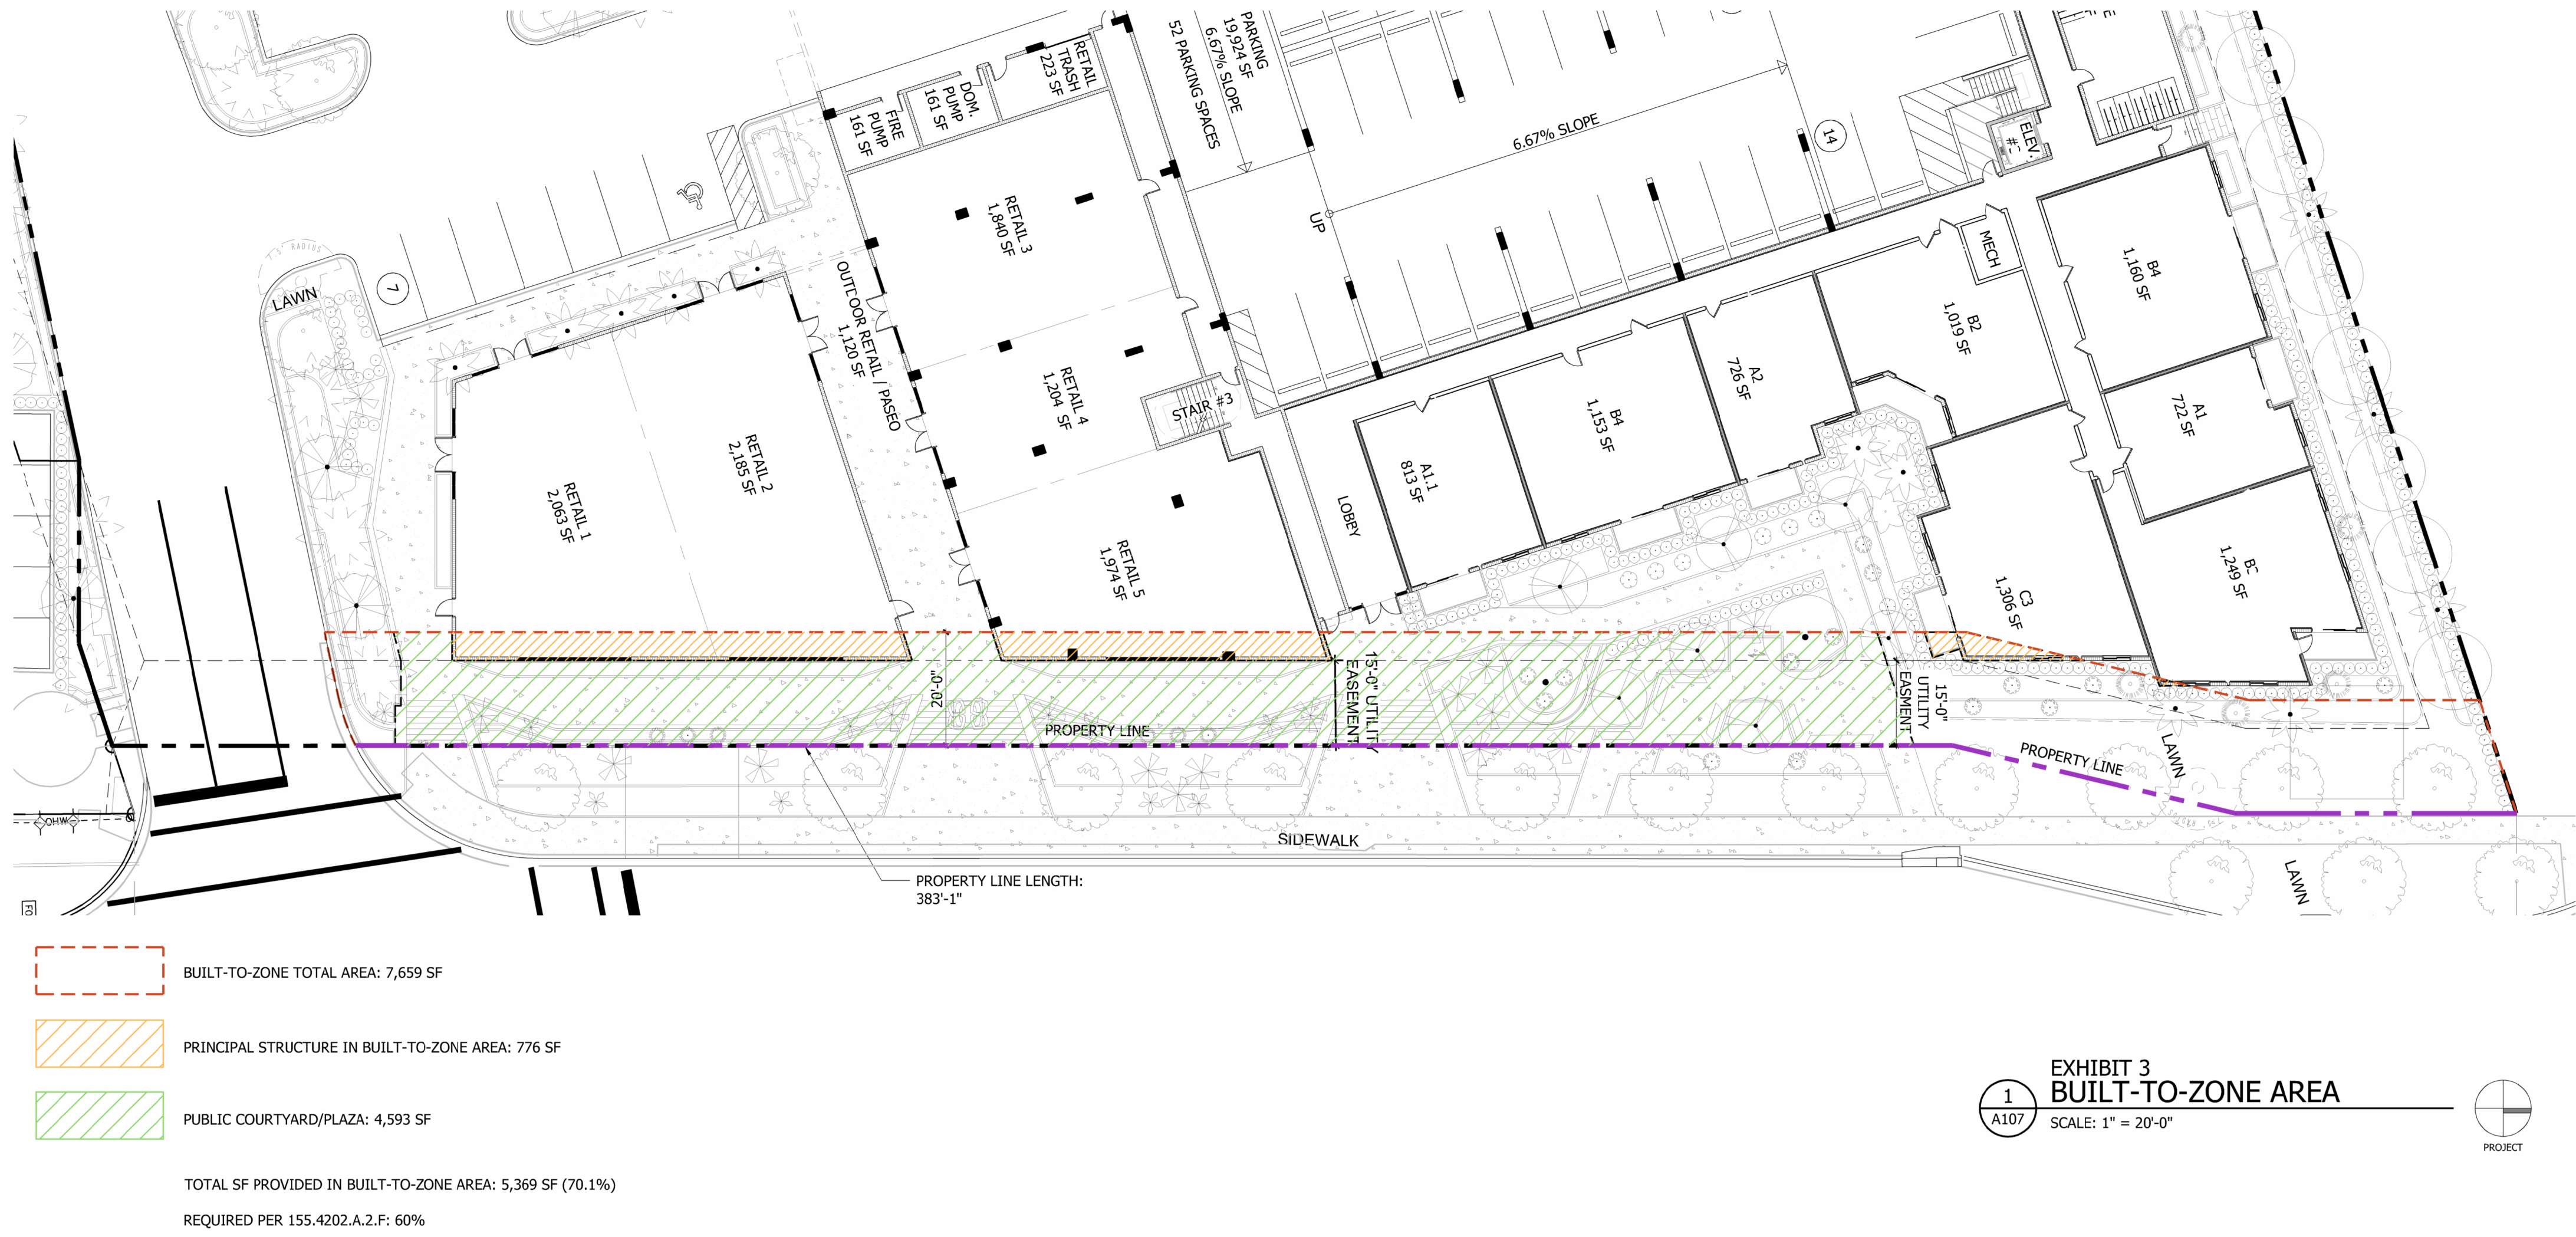 RETAIL
TRASH
223 SF
DOM.
PUMP
161 SF
FIRE
PUMP
161 SF
PARKING
19,924 SF
6.67% SLOPE
52 PARKING SPACES
6.67% SLOPE
14
ELEV.
UP
MECH
RETAIL 3
1,840 SF
B4
1,160 SF
7
LAWN
7'5" RADIUS
OUTDOOR RETAIL / PASEO
1,120 SF
B2
1,019 SF
A2
726 SF
RETAIL 4
1,204 SF
STAIR #3
B4
1,153 SF
A1
722 SF
A1.1
813 SF
LOBBY
RETAIL 2
2,185 SF
RETAIL 1
2,063 SF
RETAIL 5
1,974 SF
C3
1,306 SF
1,249 SF
20'-0"
15'-0" UTILITY
EASEMENT
15'-0"
UTILITY
EASMENT
PROPERTY LINE
PROPERTY LINE
LAWN
OHW
SIDEWALK
LAWN
PROPERTY LINE LENGTH:
383'-1"
FO
BUILT-TO-ZONE TOTAL AREA: 7,659 SF
PRINCIPAL STRUCTURE IN BUILT-TO-ZONE AREA: 776 SF
PUBLIC COURTYARD/PLAZA: 4,593 SF
TOTAL SF PROVIDED IN BUILT-TO-ZONE AREA: 5,369 SF (70.1%)
REQUIRED PER 155.4202.A.2.F: 60%
1
A107
EXHIBIT 3
BUILT-TO-ZONE AREA
SCALE: 1" = 20'-0"
PROJECT